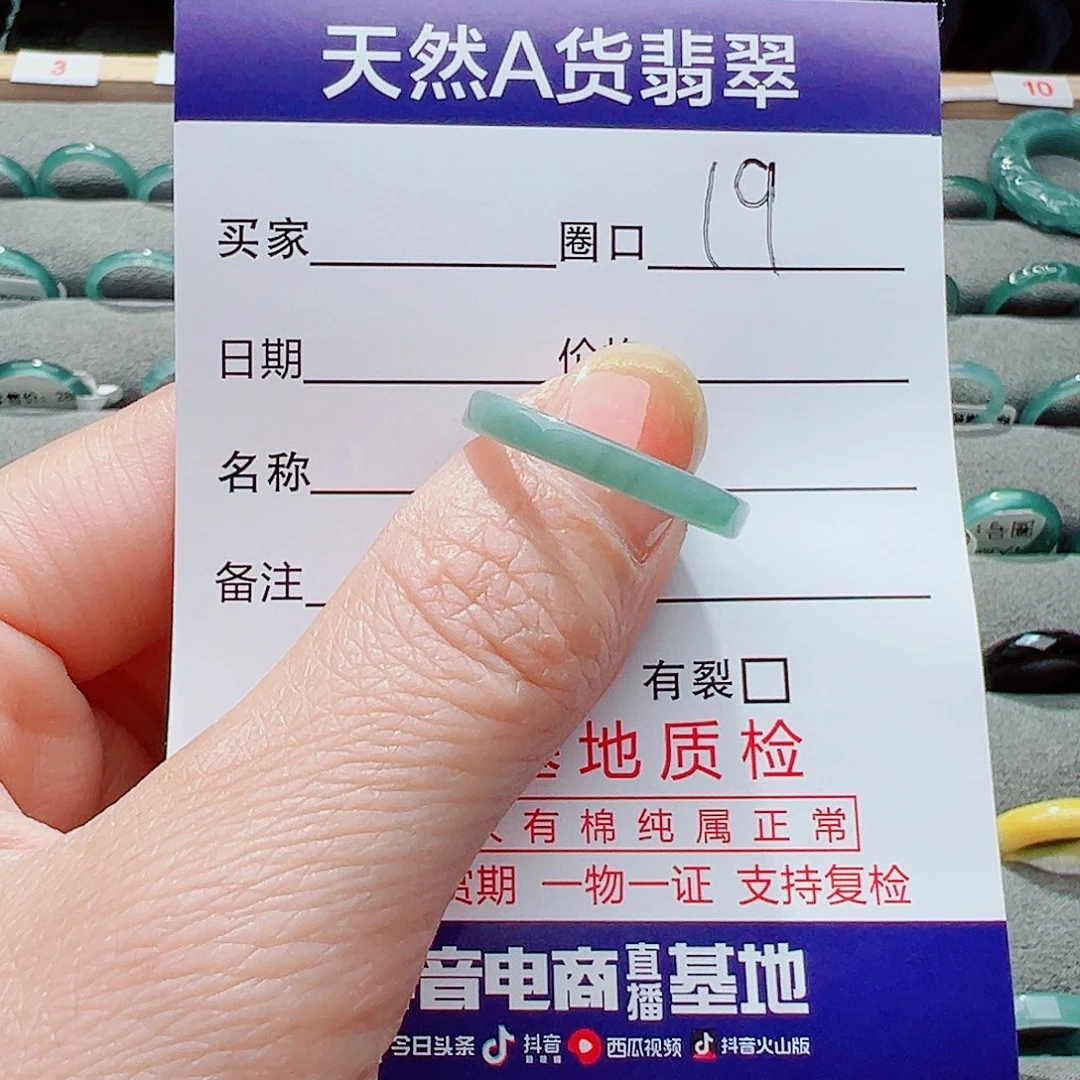 3
10
天然A货翡翠
买家 圈口 19
日期
名称
备注
有裂
地质检
有棉纯属正常
期 一物一证 支持复检
音电商直播基地
今日头条 抖音 西瓜视频 抖音火山版